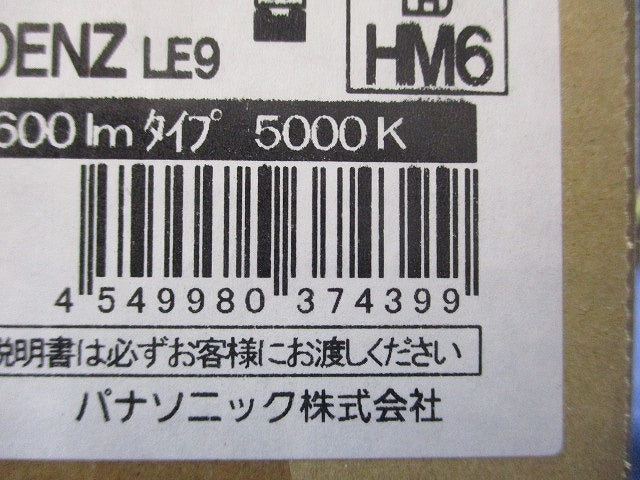 DENZ LE9
HM6
600 lm タイプ 5000K
4 549980 374399
説明書は必ずお客様にお渡しください
パナソニック株式会社